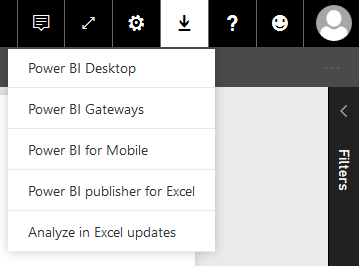 Power BI Desktop
Power BI Gateways
Power BI for Mobile
Power BI publisher for Excel
Analyze in Excel updates
Filters